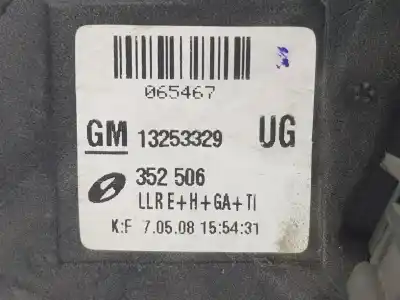 065467
GM 13253329 UG
352 506
LLR E+H+GA+TI
K:F 7.05.08 15:54:31